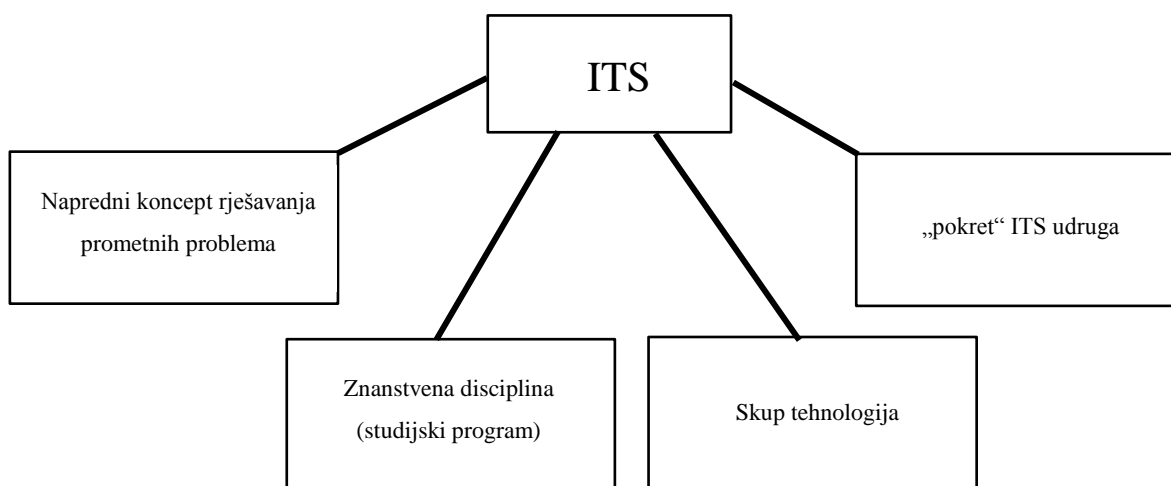 ITS
Napredni koncept rješavanja
prometnih problema
„pokret“ ITS udruga
Znanstvena disciplina
(studijski program)
Skup tehnologija